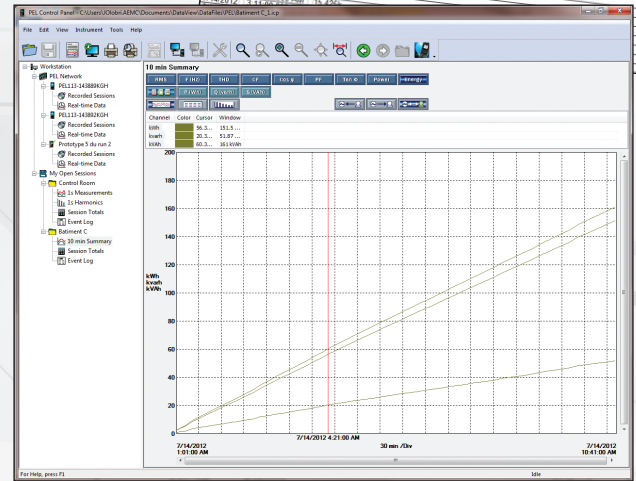 PEL Control Panel - C:\Users\JOlobri.AEMC\Documents\DataView\DataFiles\PEL\Batiment C_1.icp
File Edit View Instrument Tools Help
Workstation
PEL Network
PEL113-143889KGH
Recorded Sessions
Real-time Data
PEL113-143892KGH
Recorded Sessions
Real-time Data
Prototype 5 du run 2
Recorded Sessions
Real-time Data
My Open Sessions
Control Room
1s Measurements
1s Harmonics
Session Totals
Event Log
Batiment C
10 min Summary
Session Totals
Event Log
10 min Summary
RMS F (Hz) THD CF Cos φ PF Tan Φ Power Energy
P (Wh) Q (varh) S (VAh)
Channel Color Cursor Window
kWh 56.3... 151.5 ...
kvarh 20.3... 51.87 ...
kVAh 60.3... 161 kVAh
200
180
160
140
120
kWh
kvarh
kVAh
100
80
60
40
20
0
7/14/2012 4:21:00 AM
7/14/2012
1:01:00 AM
30 min /Div
7/14/2012
10:41:00 AM
For Help, press F1
Idle